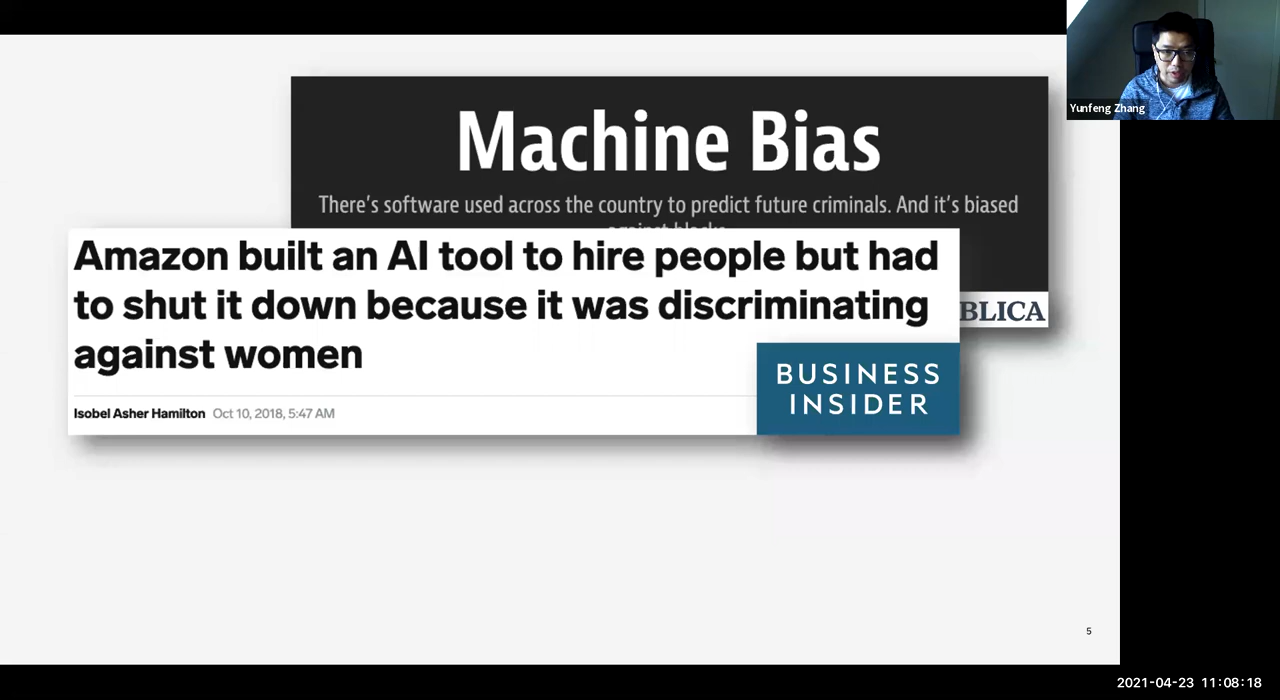 Machine Bias
There's software used across the country to predict future criminals. And it's biased
against blacks.
Yunfeng Zhang
Amazon built an AI tool to hire people but had
to shut it down because it was discriminating
against women
BLICA
Isobel Asher Hamilton Oct 10, 2018, 5:47 AM
BUSINESS
INSIDER
5
2021-04-23 11:08:18